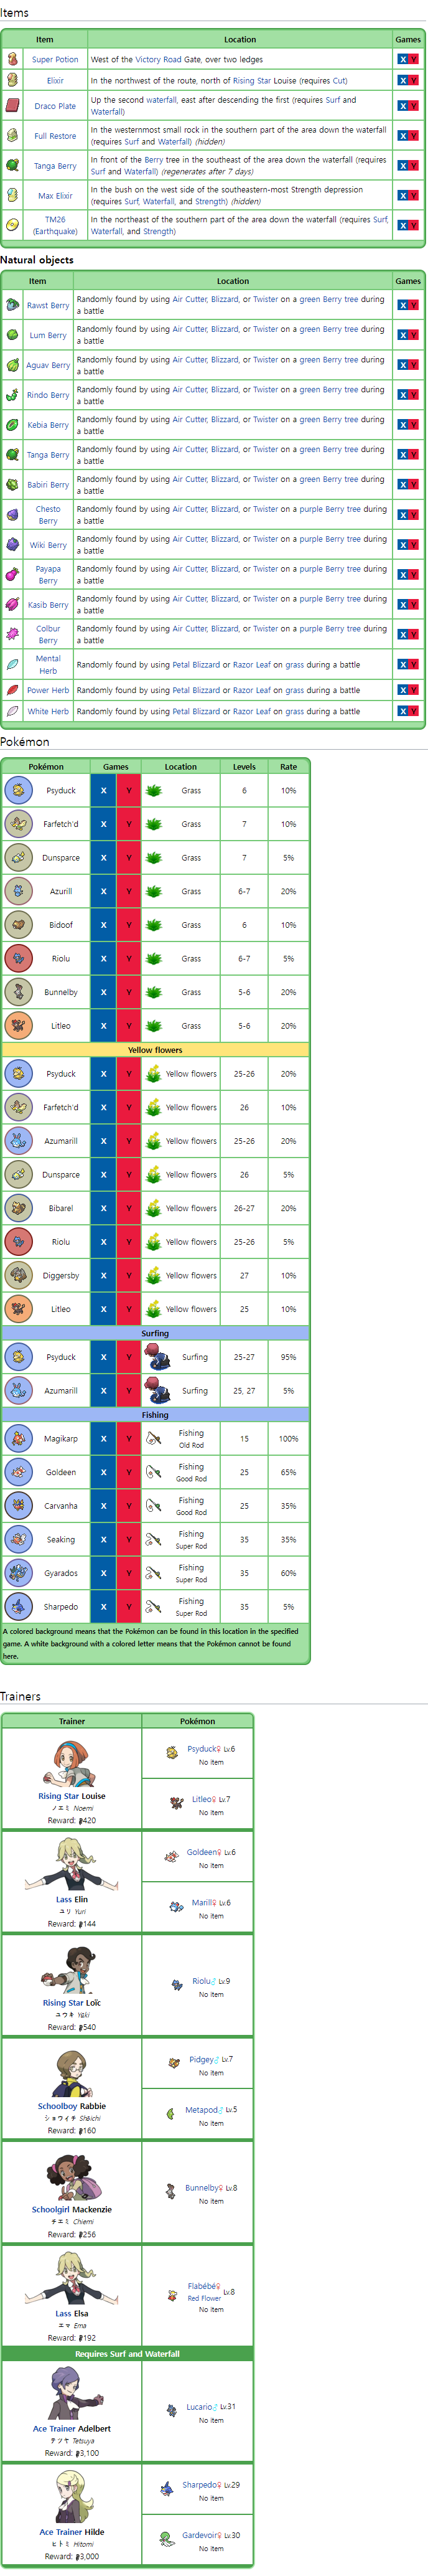 Items
Item Location Games
Super Potion West of the Victory Road Gate, over two ledges X Y
Elixir In the northwest of the route, north of Rising Star Louise (requires Cut) X Y
Draco Plate Up the second waterfall, east after descending the first (requires Surf and
Waterfall) X Y
Full Restore In the westernmost small rock in the southern part of the area down the waterfall
(requires Surf and Waterfall) (hidden) X Y
Tanga Berry In front of the Berry tree in the southeast of the area down the waterfall (requires
Surf and Waterfall) (regenerates after 7 days) X Y
Max Elixir In the bush on the west side of the southeastern-most Strength depression
(requires Surf, Waterfall, and Strength) (hidden) X Y
TM26 In the northeast of the southern part of the area down the waterfall (requires Surf,
(Earthquake) Waterfall, and Strength) X Y
Natural objects
Item Location Games
Rawst Berry Randomly found by using Air Cutter, Blizzard, or Twister on a green Berry tree during
a battle X Y
Lum Berry Randomly found by using Air Cutter, Blizzard, or Twister on a green Berry tree during
a battle X Y
Aguav Berry Randomly found by using Air Cutter, Blizzard, or Twister on a green Berry tree during
a battle X Y
Rindo Berry Randomly found by using Air Cutter, Blizzard, or Twister on a green Berry tree during
a battle X Y
Kebia Berry Randomly found by using Air Cutter, Blizzard, or Twister on a green Berry tree during
a battle X Y
Tanga Berry Randomly found by using Air Cutter, Blizzard, or Twister on a green Berry tree during
a battle X Y
Babiri Berry Randomly found by using Air Cutter, Blizzard, or Twister on a green Berry tree during
a battle X Y
Chesto Randomly found by using Air Cutter, Blizzard, or Twister on a purple Berry tree during
Berry a battle X Y
Wiki Berry Randomly found by using Air Cutter, Blizzard, or Twister on a purple Berry tree during
a battle X Y
Payapa Randomly found by using Air Cutter, Blizzard, or Twister on a purple Berry tree during
Berry a battle X Y
Kasib Berry Randomly found by using Air Cutter, Blizzard, or Twister on a purple Berry tree during
a battle X Y
Colbur Randomly found by using Air Cutter, Blizzard, or Twister on a purple Berry tree during
Berry a battle X Y
Mental
Herb Randomly found by using Petal Blizzard or Razor Leaf on grass during a battle X Y
Power Herb Randomly found by using Petal Blizzard or Razor Leaf on grass during a battle X Y
White Herb Randomly found by using Petal Blizzard or Razor Leaf on grass during a battle X Y
Pokémon
Pokémon Games Location Levels Rate
Psyduck X Y Grass 6 10%
Farfetch'd X Y Grass 7 10%
Dunsparce X Y Grass 7 5%
Azurill X Y Grass 6-7 20%
Bidoof X Y Grass 6 10%
Riolu X Y Grass 6-7 5%
Bunnelby X Y Grass 5-6 20%
Litleo X Y Grass 5-6 20%
Yellow flowers
Psyduck X Y Yellow flowers 25-26 20%
Farfetch'd X Y Yellow flowers 26 10%
Azumarill X Y Yellow flowers 25-26 20%
Dunsparce X Y Yellow flowers 26 5%
Bibarel X Y Yellow flowers 26-27 20%
Riolu X Y Yellow flowers 25-26 5%
Diggersby X Y Yellow flowers 27 10%
Litleo X Y Yellow flowers 25 10%
Surfing
Psyduck X Y Surfing 25-27 95%
Azumarill X Y Surfing 25, 27 5%
Fishing
Magikarp X Y Fishing 15 100%
Old Rod
Goldeen X Y Fishing 25 65%
Good Rod
Carvanha X Y Fishing 25 35%
Good Rod
Seaking X Y Fishing 35 35%
Super Rod
Gyarados X Y Fishing 35 60%
Super Rod
Sharpedo X Y Fishing 35 5%
Super Rod
A colored background means that the Pokémon can be found in this location in the specified
game. A white background with a colored letter means that the Pokémon cannot be found
here.
Trainers
Trainer Pokémon
Rising Star Louise
ノエミ Noemi
Reward: 420
Psyduck♀ Lv.6
No item
Litleo♀ Lv.7
No item
Lass Elin
ユリ Yuri
Reward: 144
Goldeen♀ Lv.6
No item
Marill♀ Lv.6
No item
Rising Star Loïc
ユウキ Yūki
Reward: 540
Riolu♂ Lv.9
No item
Schoolboy Rabbie
ショウイチ Shōichi
Reward: 160
Pidgey♂ Lv.7
No item
Metapod♂ Lv.5
No item
Schoolgirl Mackenzie
チエミ Chiemi
Reward: 256
Bunnelby♀ Lv.8
No item
Lass Elsa
エマ Ema
Reward: 192
Flabébé♀ Lv.8
Red Flower
No item
Requires Surf and Waterfall
Ace Trainer Adelbert
テツヤ Tetsuya
Reward: 3,100
Lucario♂ Lv.31
No item
Ace Trainer Hilde
ヒトミ Hitomi
Reward: 3,000
Sharpedo♀ Lv.29
No item
Gardevoir♀ Lv.30
No item